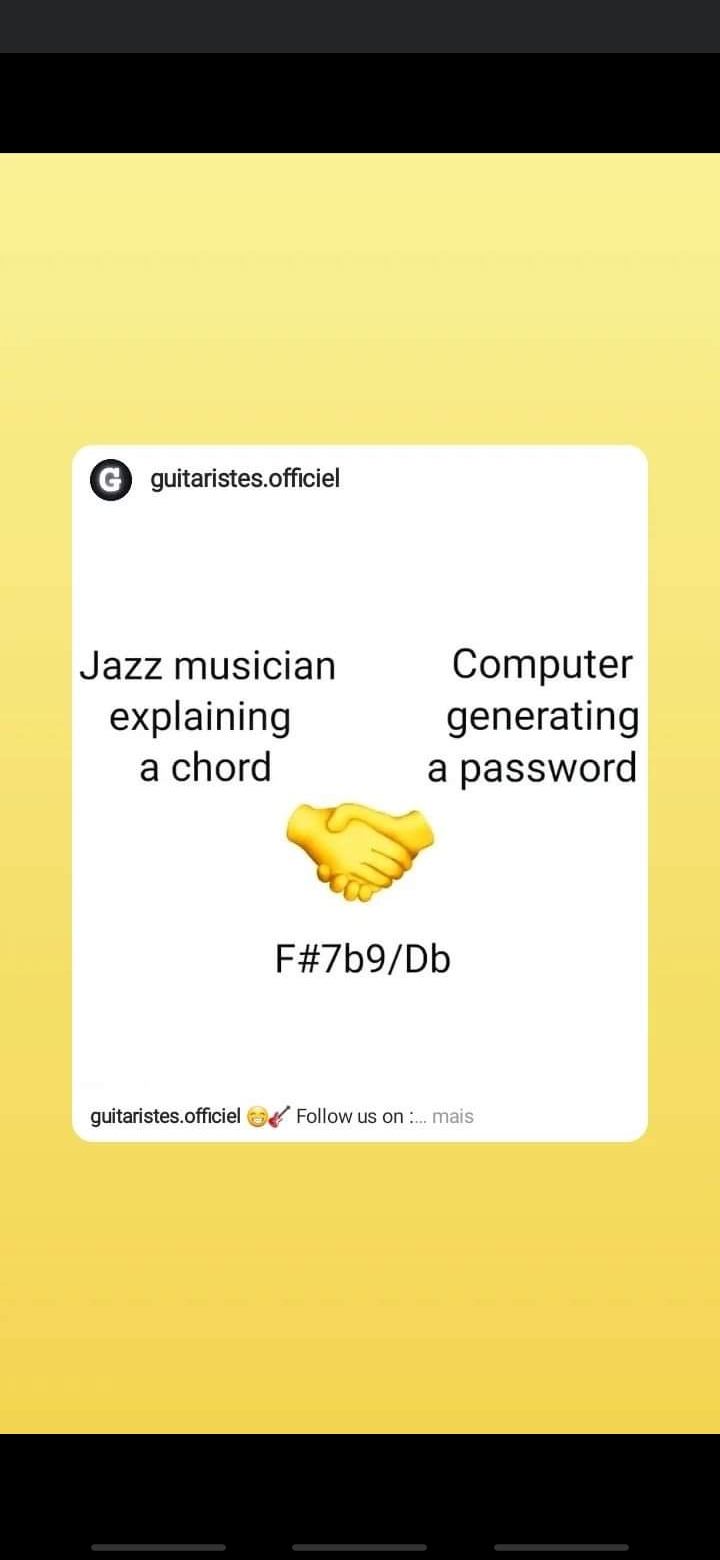 G
guitaristes.officiel
Jazz musician
explaining
a chord
Computer
generating
a password
F#7b9/Db
guitaristes.officiel 😁🎸 Follow us on :... mais